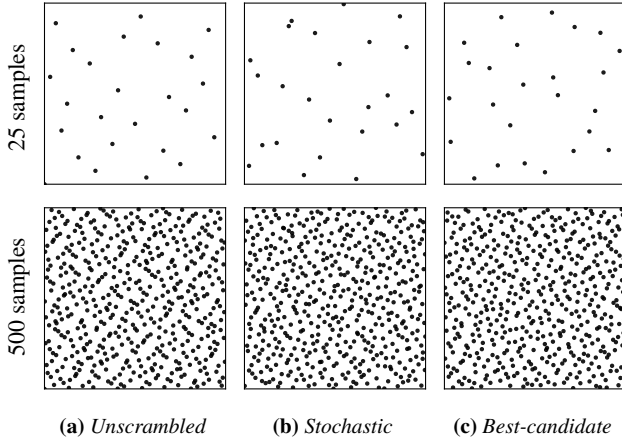 25 samples
500 samples
(a) Unscrambled
(b) Stochastic
(c) Best-candidate